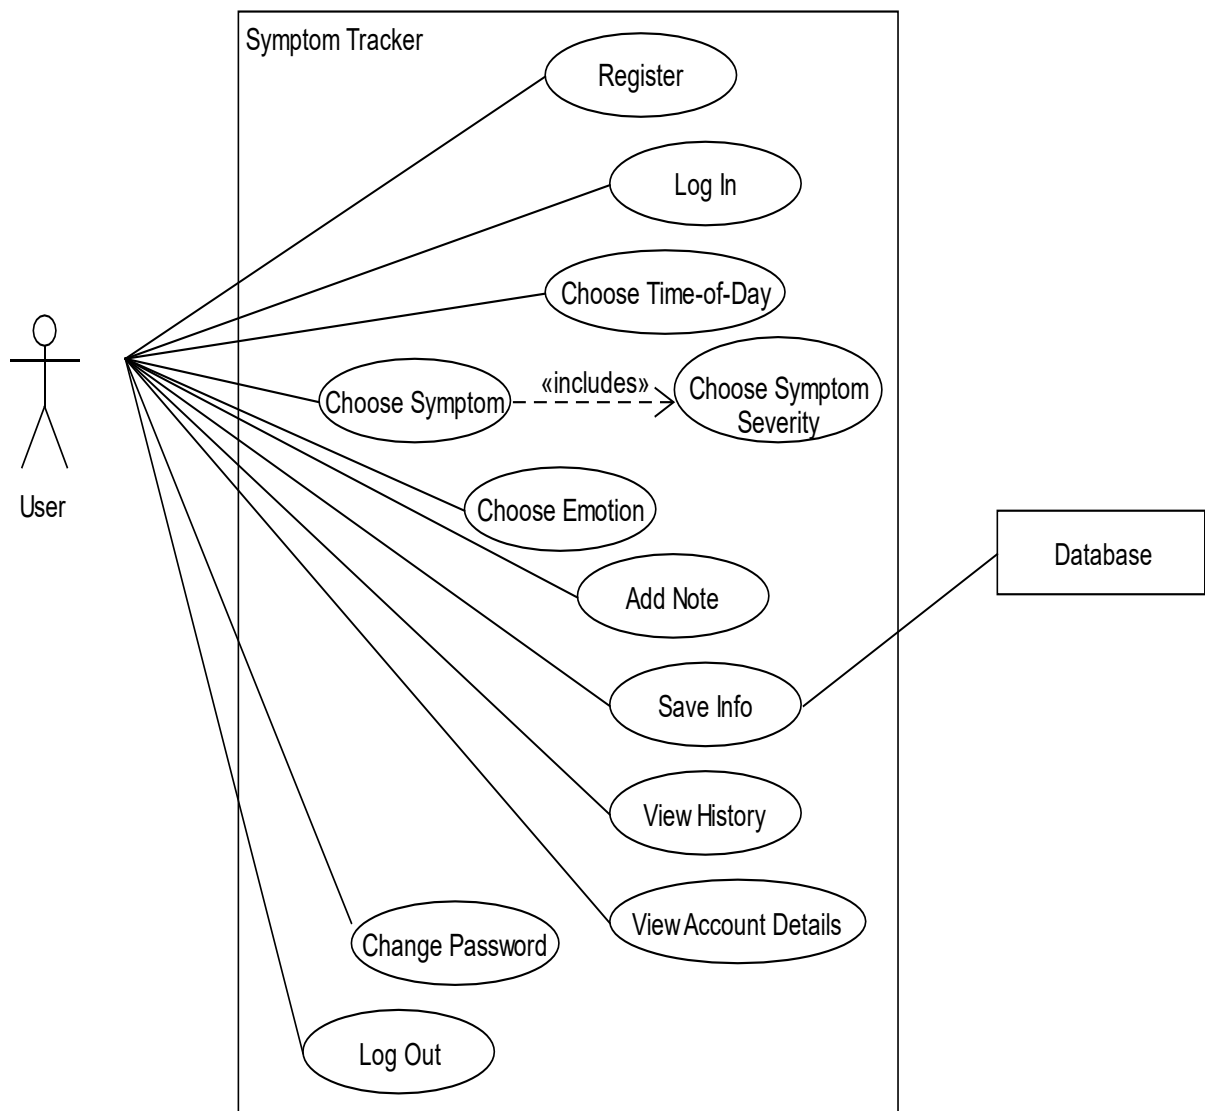 Symptom Tracker
Register
Log In
Choose Time-of-Day
Choose Symptom
«includes»
Choose Symptom
Severity
User
Choose Emotion
Database
Add Note
Save Info
View History
View Account Details
Change Password
Log Out